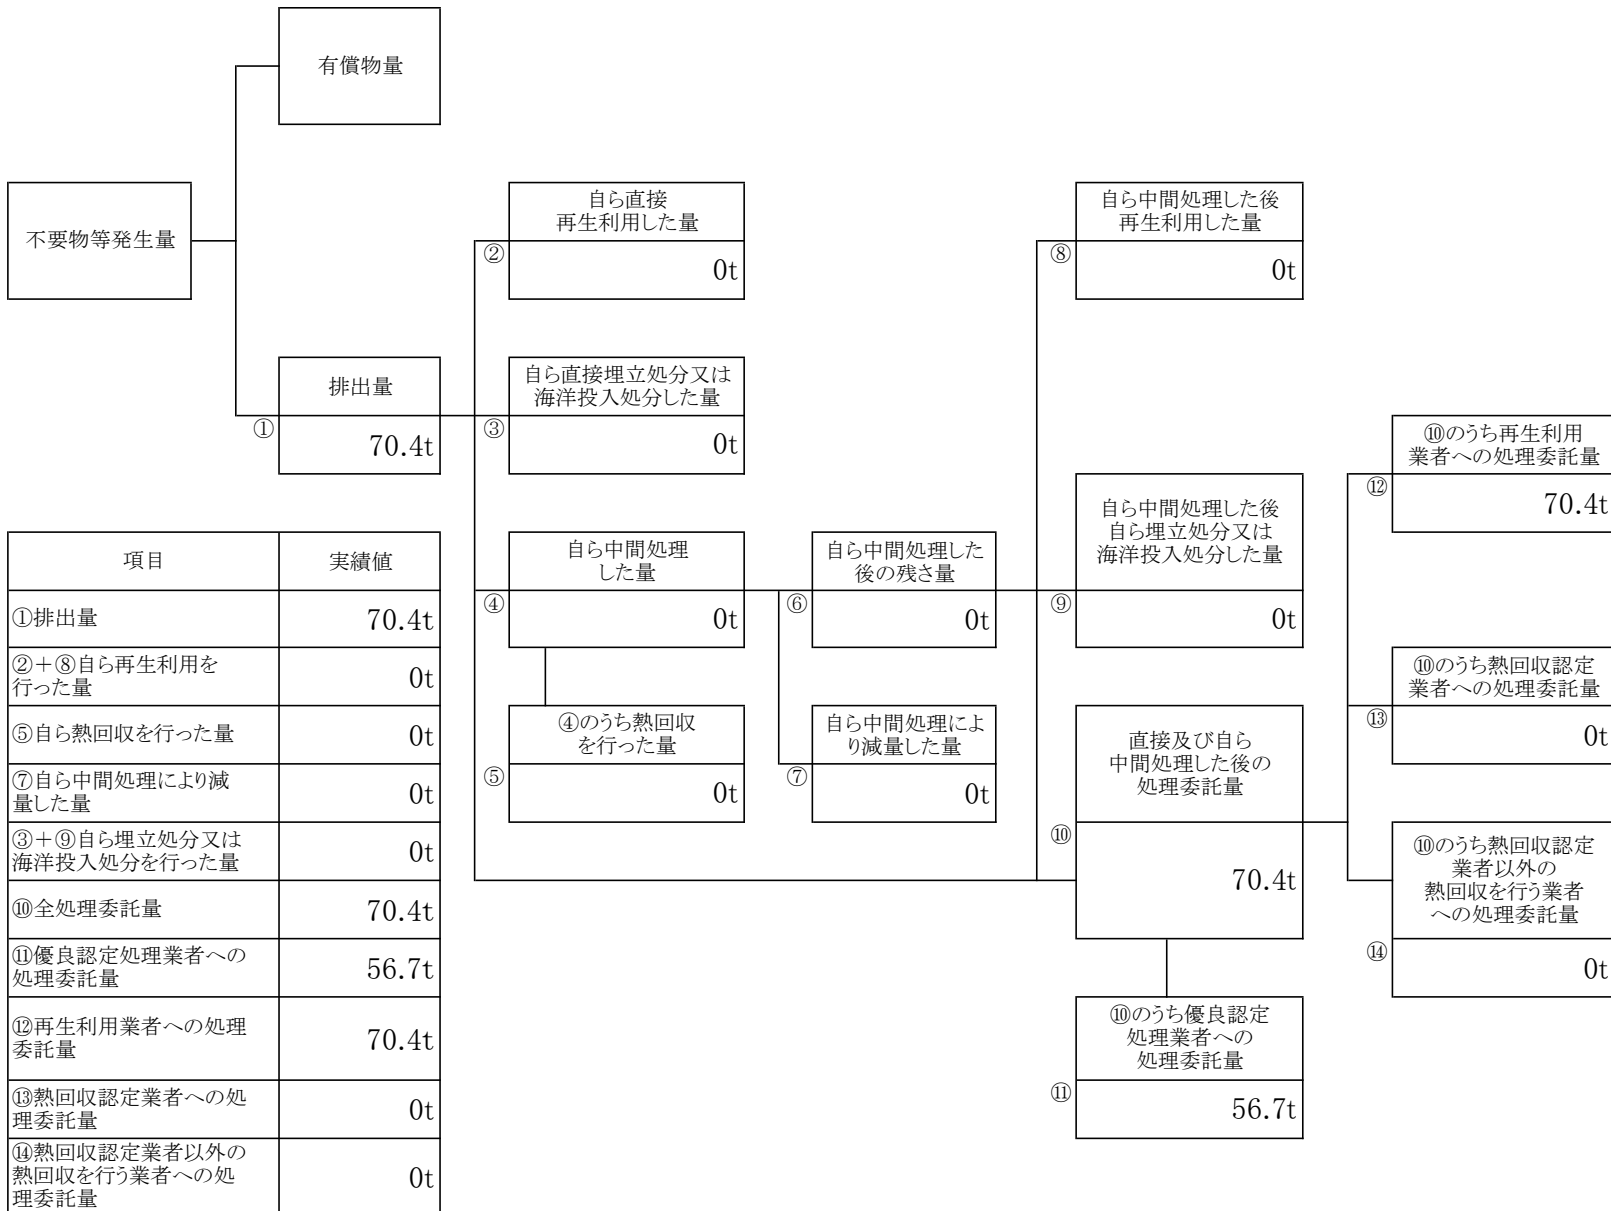 有償物量
不要物等発生量
自ら直接
再生利用した量
②
0t
自ら中間処理した後
再生利用した量
⑧
0t
排出量
①
70.4t
自ら直接埋立処分又は
海洋投入処分した量
③
0t
⑩のうち再生利用
業者への処理委託量
⑫
70.4t
自ら中間処理
した量
④
0t
自ら中間処理した
後の残さ量
⑥
0t
自ら中間処理した後
自ら埋立処分又は
海洋投入処分した量
⑨
0t
⑩のうち熱回収認定
業者への処理委託量
⑬
0t
④のうち熱回収
を行った量
⑤
0t
自ら中間処理によ
り減量した量
⑦
0t
直接及び自ら
中間処理した後の
処理委託量
⑩
70.4t
⑩のうち熱回収認定
業者以外の
熱回収を行う業者
への処理委託量
⑭
0t
⑩のうち優良認定
処理業者への
処理委託量
⑪
56.7t
項目
実績値
①排出量
70.4t
②＋⑧自ら再生利用を
行った量
0t
⑤自ら熱回収を行った量
0t
⑦自ら中間処理により減
量した量
0t
③＋⑨自ら埋立処分又は
海洋投入処分を行った量
0t
⑩全処理委託量
70.4t
⑪優良認定処理業者への
処理委託量
56.7t
⑫再生利用業者への処理
委託量
70.4t
⑬熱回収認定業者への処
理委託量
0t
⑭熱回収認定業者以外の
熱回収を行う業者への処
理委託量
0t